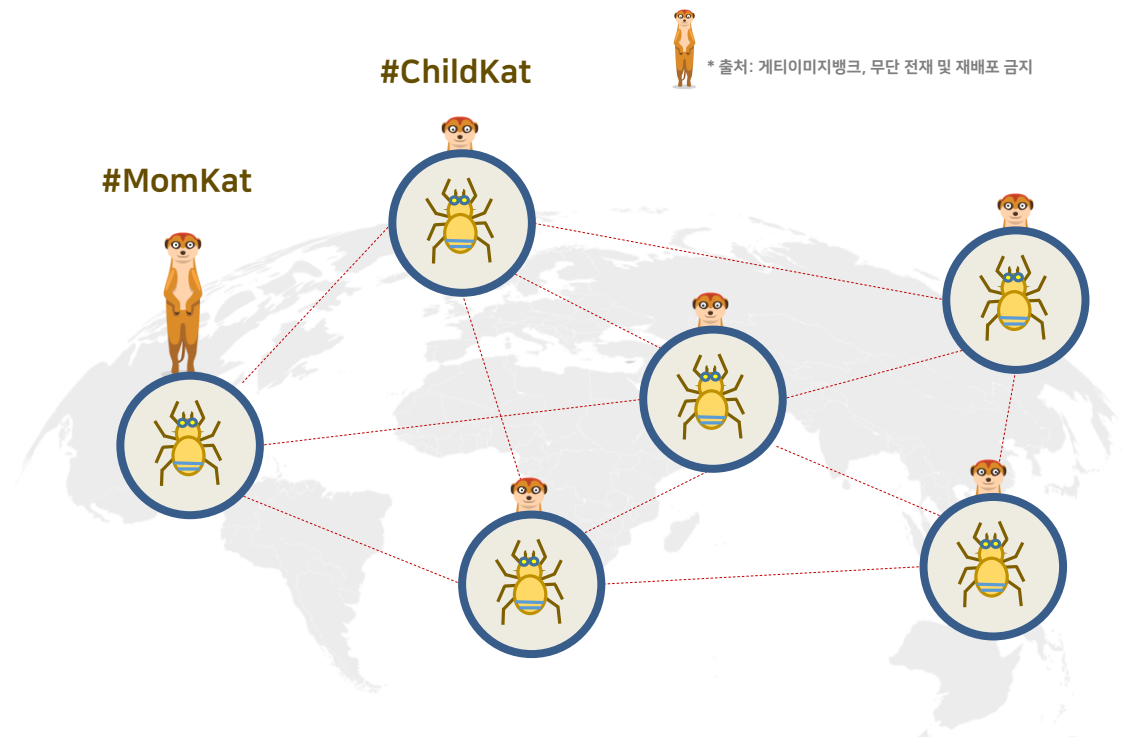 #ChildKat
* 출처: 게티이미지뱅크, 무단 전재 및 재배포 금지
#MomKat